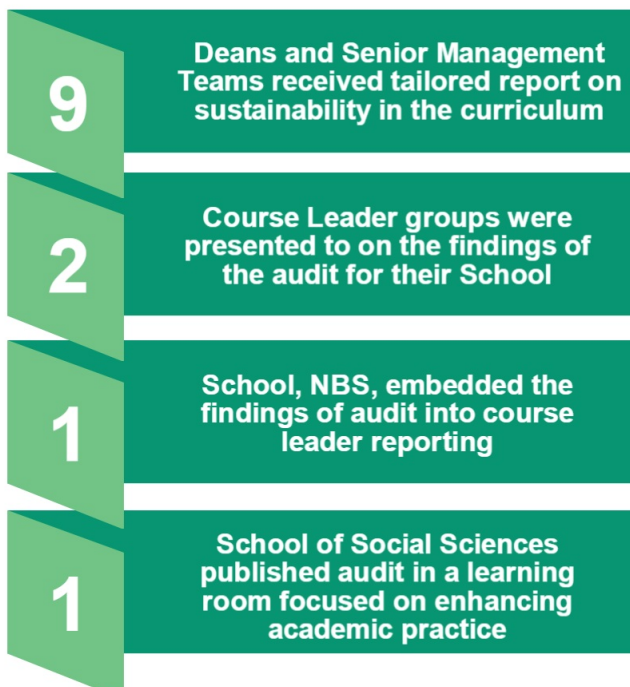 9
Deans and Senior Management
Teams received tailored report on
sustainability in the curriculum
2
Course Leader groups were
presented to on the findings of
the audit for their School
1
School, NBS, embedded the
findings of audit into course
leader reporting
1
School of Social Sciences
published audit in a learning
room focused on enhancing
academic practice